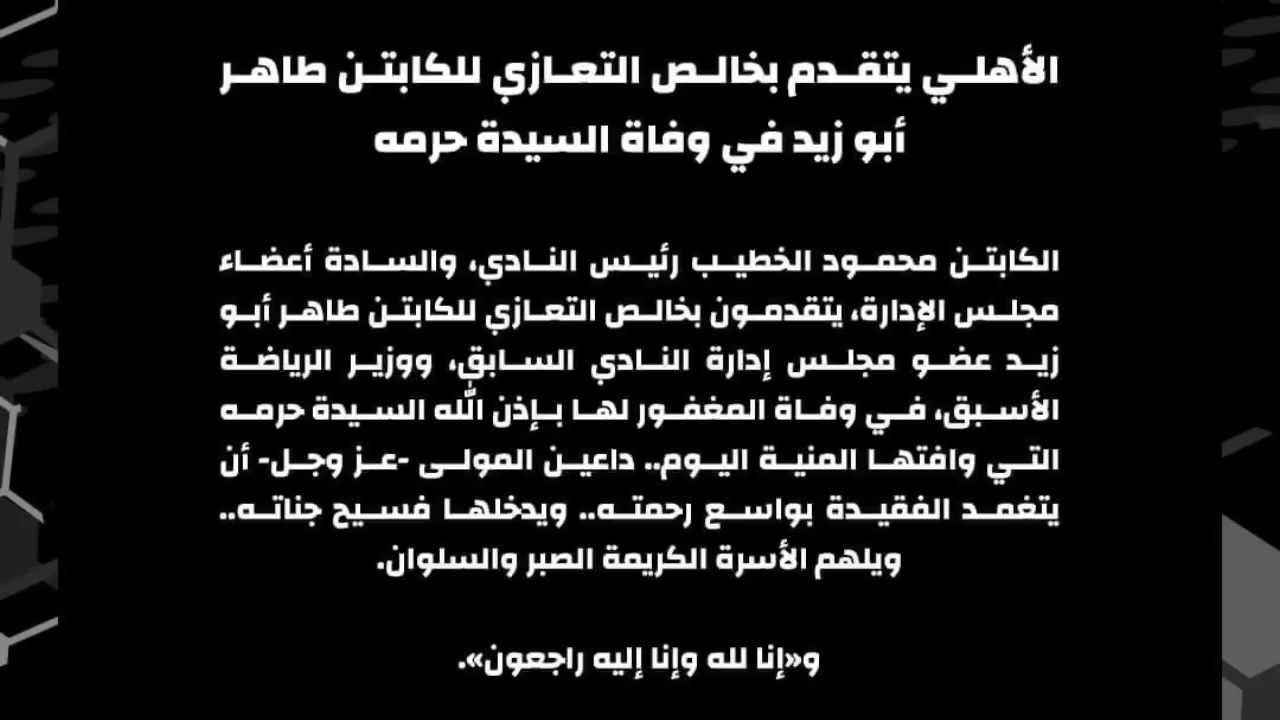 الأهلي يتقدم بخالص التعازي للكابتن طاهر
أبو زيد في وفاة السيدة حرمه
الكابتن محمود الخطيب رئيس النادي، والسادة أعضاء
مجلس الإدارة، يتقدمون بخالص التعازي للكابتن طاهر أبو
زيد عضو مجلس إدارة النادي السابق، ووزير الرياضة
الأسبق، في وفاة المغفور لها بإذن الله السيدة حرمه
التي وافتها المنية اليوم.. داعين المولى -عز وجل- أن
يتغمد الفقيدة بواسع رحمته.. ويدخلها فسيح جناته..
ويلهم الأسرة الكريمة الصبر والسلوان.
و«إنا لله وإنا إليه راجعون».